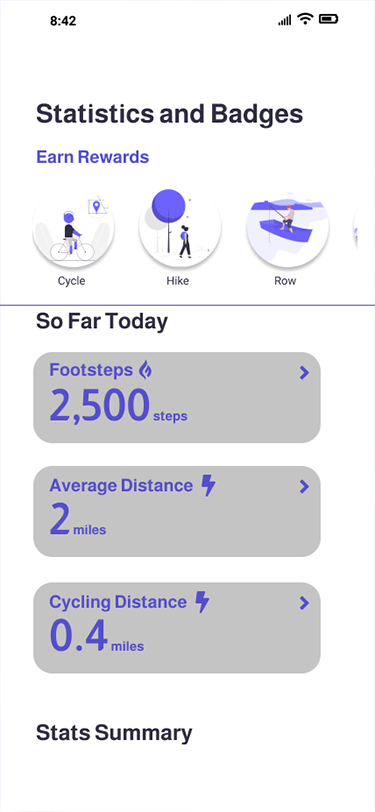 8:42
Statistics and Badges
Earn Rewards
Cycle Hike Row
So Far Today
Footsteps
2,500 steps
Average Distance
2 miles
Cycling Distance
0.4 miles
Stats Summary